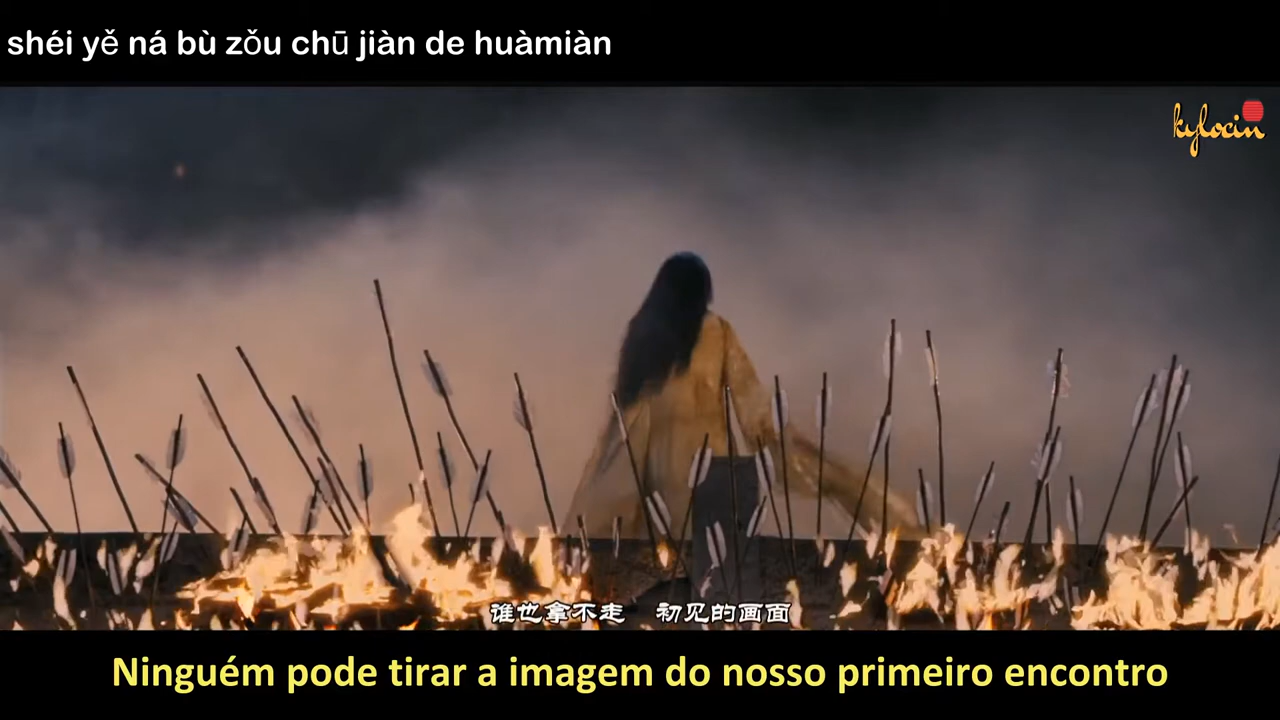 shéi yě ná bù zǒu chū jiàn de huàmiàn
kylocin
谁也拿不走 初见的画面
Ninguém pode tirar a imagem do nosso primeiro encontro